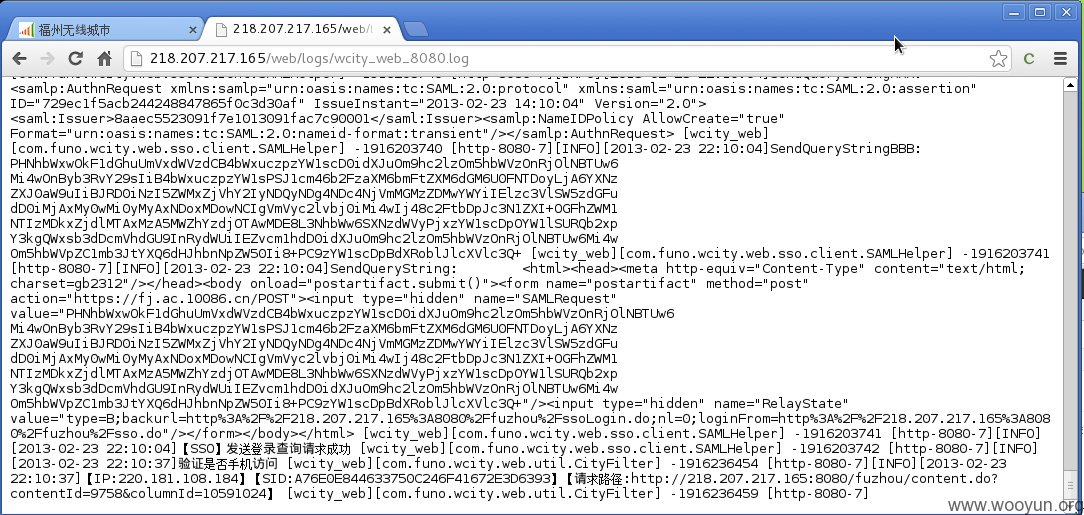 福州无线城市
218.207.217.165/web/l
218.207.217.165/web/logs/wcity_web_8080.log
<samlp:AuthnRequest xmlns:samlp="urn:oasis:names:tc:SAML:2.0:protocol" xmlns:saml="urn:oasis:names:tc:SAML:2.0:assertion"
ID="729ec1f5acb244248847865f0c3d30af" IssueInstant="2013-02-23 14:10:04" Version="2.0">
<saml:Issuer>8aaec5523091f7e1013091fac7c90001</saml:Issuer><samlp:NameIDPolicy AllowCreate="true"
Format="urn:oasis:names:tc:SAML:2.0:nameid-format:transient"/></samlp:AuthnRequest> [wcity_web]
[com.funo.wcity.web.sso.client.SAMLHelper] -1916203740 [http-8080-7][INFO][2013-02-23 22:10:04]SendQueryStringBBB:
PHNhbWxwOkF1dGhuUmVxdWVzdCB4bWxuczpzYW1scD0idXJuOm9hc2lzOm5hbWVzOnRjOlNBTUw6
Mi4wOnByb3RvY29sIiB4bWxuczpzYW1sPSJ1cm46b2FzaXM6bmFtZXM6dGM6U0FNTDoyLjA6YXNz
ZXJ0aW9uIiBJRD0iNzI5ZWMxZjVhY2IyNDQyNDg4NDc4NjVmMGMzZDMwYWYiIElzc3VlSW5zdGFu
dD0iMjAxMy0wMi0yMyAxNDoxMDowNCIgVmVyc2lvbj0iMi4wIj48c2FtbDpJc3N1ZXI+OGFhZWM1
NTIzMDkxZjdlMTAxMzA5MWZhYzdjOTAwMDE8L3NhbWw6SXNzdWVyPjxzYW1scDpOYW1lSURQb2xp
Y3kgQWxsb3dDcmVhdGU9InRydWUiIEZvcm1hdD0idXJuOm9hc2lzOm5hbWVzOnRjOlNBTUw6Mi4w
Om5hbWVpZC1mb3JtYXQ6dHJhbnNpZW50Ii8+PC9zYW1scDpBdXRoblJlcXVlc3Q+ [wcity_web][com.funo.wcity.web.sso.client.SAMLHelper] -1916203741
[http-8080-7][INFO][2013-02-23 22:10:04]SendQueryString: <html><head><meta http-equiv="Content-Type" content="text/html;
charset=gb2312"/></head><body onload="postartifact.submit()"><form name="postartifact" method="post"
action="https://fj.ac.10086.cn/POST"><input type="hidden" name="SAMLRequest"
value="PHNhbWxwOkF1dGhuUmVxdWVzdCB4bWxuczpzYW1scD0idXJuOm9hc2lzOm5hbWVzOnRjOlNBTUw6
Mi4wOnByb3RvY29sIiB4bWxuczpzYW1sPSJ1cm46b2FzaXM6bmFtZXM6dGM6U0FNTDoyLjA6YXNz
ZXJ0aW9uIiBJRD0iNzI5ZWMxZjVhY2IyNDQyNDg4NDc4NjVmMGMzZDMwYWYiIElzc3VlSW5zdGFu
dD0iMjAxMy0wMi0yMyAxNDoxMDowNCIgVmVyc2lvbj0iMi4wIj48c2FtbDpJc3N1ZXI+OGFhZWM1
NTIzMDkxZjdlMTAxMzA5MWZhYzdjOTAwMDE8L3NhbWw6SXNzdWVyPjxzYW1scDpOYW1lSURQb2xp
Y3kgQWxsb3dDcmVhdGU9InRydWUiIEZvcm1hdD0idXJuOm9hc2lzOm5hbWVzOnRjOlNBTUw6Mi4w
Om5hbWVpZC1mb3JtYXQ6dHJhbnNpZW50Ii8+PC9zYW1scDpBdXRoblJlcXVlc3Q+"/><input type="hidden" name="RelayState"
value="type=B;backurl=http%3A%2F%2F218.207.217.165%3A8080%2Ffuzhou%2FssoLogin.do;nl=0;loginFrom=http%3A%2F%2F218.207.217.165%3A808
0%2Ffuzhou%2Fsso.do"/></form></body></html> [wcity_web][com.funo.wcity.web.sso.client.SAMLHelper] -1916203741 [http-8080-7][INFO]
[2013-02-23 22:10:04]【SSO】发送登录查询请求成功 [wcity_web][com.funo.wcity.web.sso.client.SAMLHelper] -1916203742 [http-8080-7][INFO]
[2013-02-23 22:10:37]验证是否手机访问 [wcity_web][com.funo.wcity.web.util.CityFilter] -1916236454 [http-8080-7][INFO][2013-02-23
22:10:37]【IP:220.181.108.184】【SID:A76E0E844633750C246F41672E3D6393】【请求路径:http://218.207.217.165:8080/fuzhou/content.do?
contentId=9758&columnId=10591024】 [wcity_web][com.funo.wcity.web.util.CityFilter] -1916236459 [http-8080-7]
www.wooyun.org